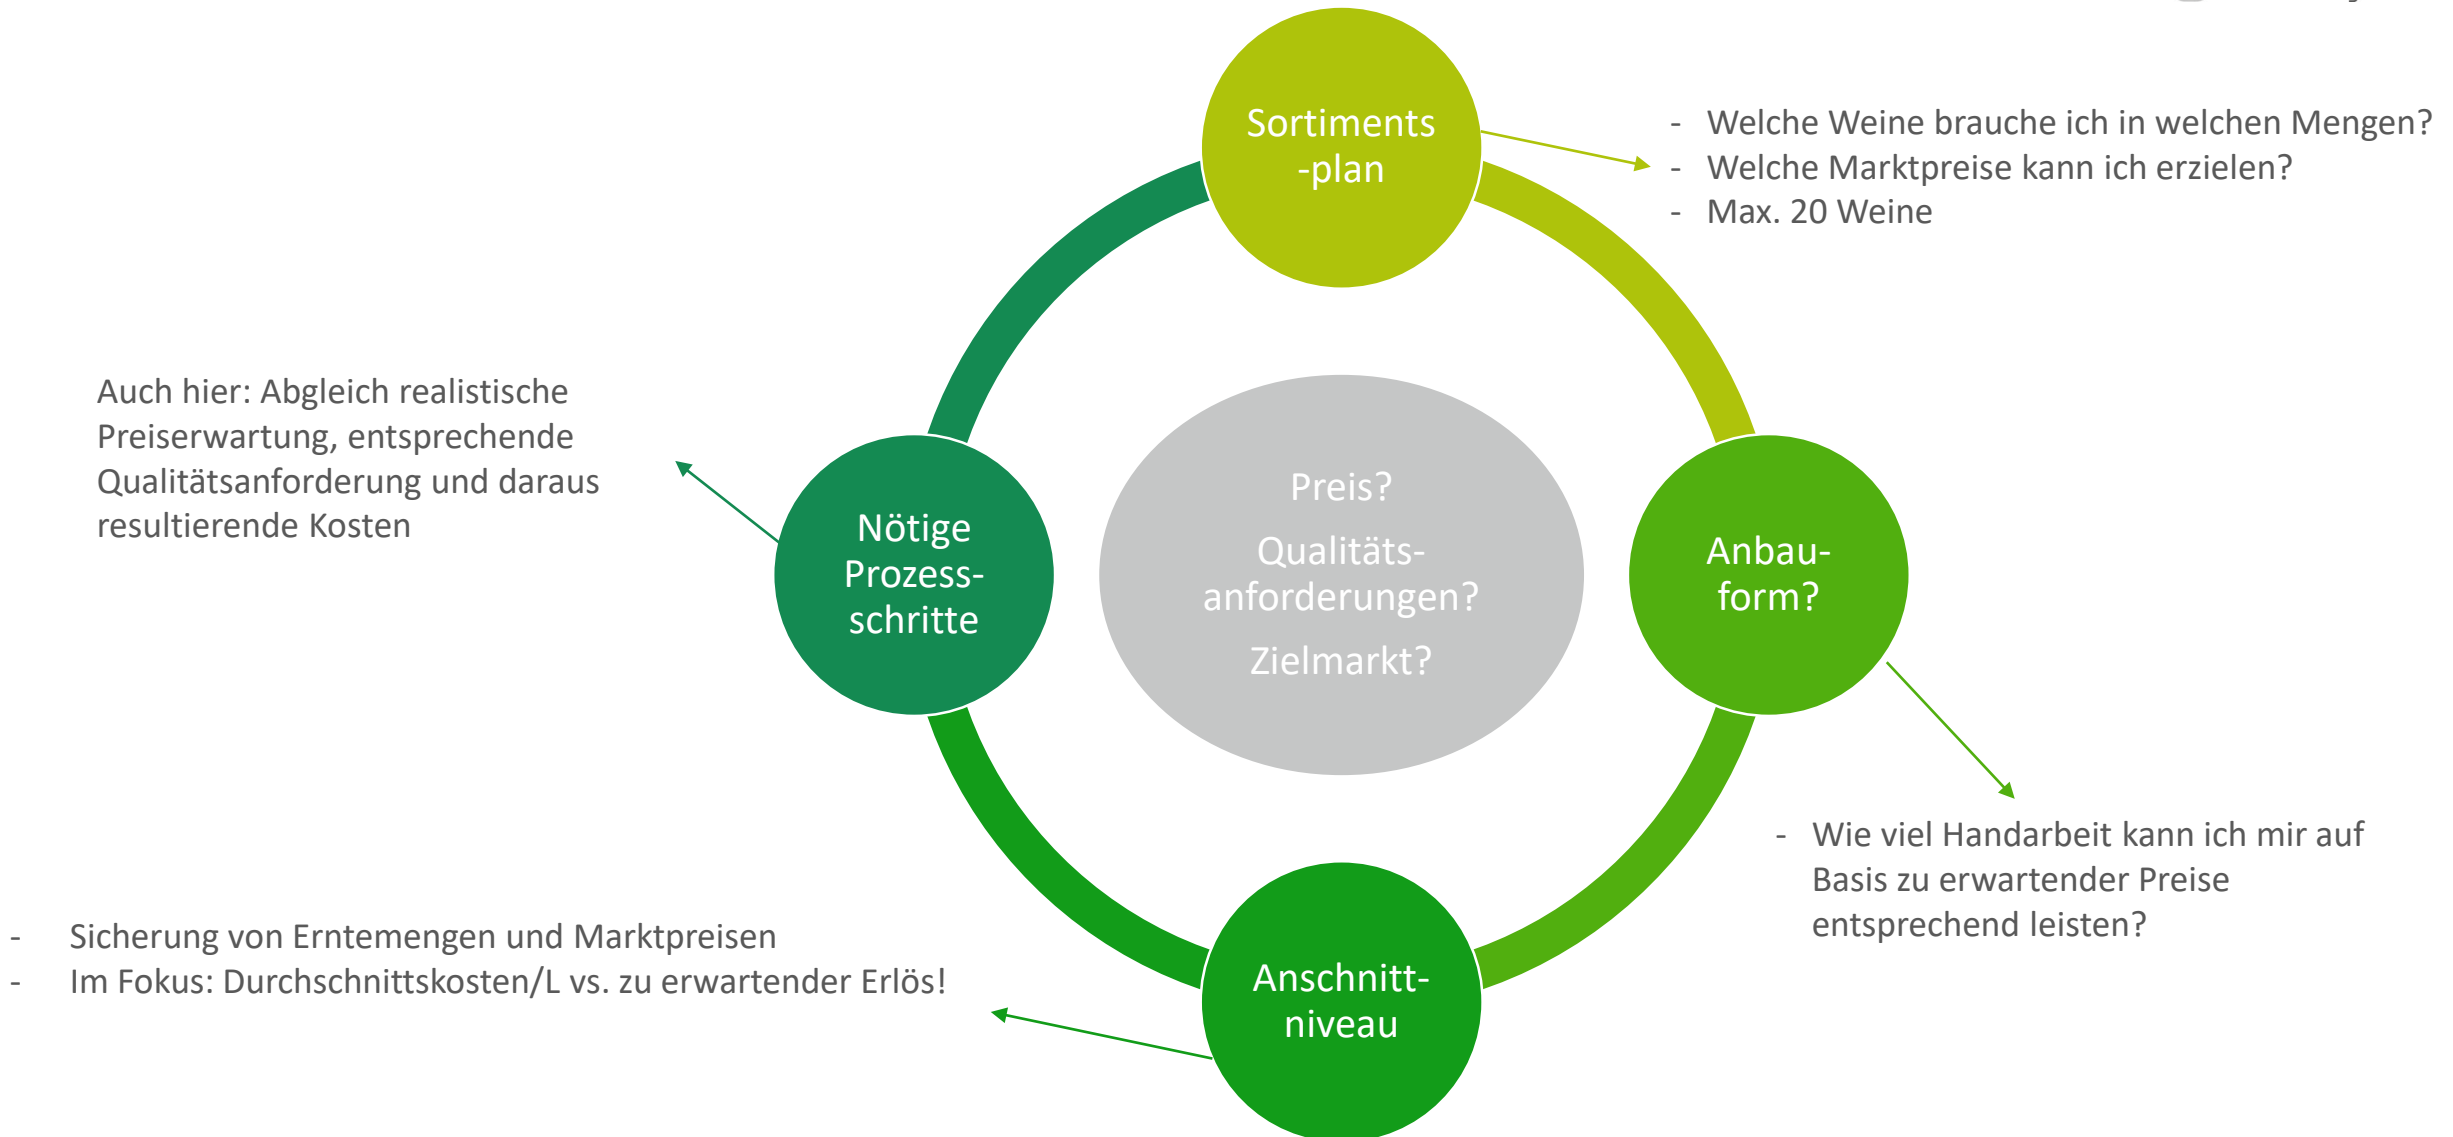 Sortiments
-plan
- Welche Weine brauche ich in welchen Mengen?
- Welche Marktpreise kann ich erzielen?
- Max. 20 Weine
Auch hier: Abgleich realistische
Preiserwartung, entsprechende
Qualitätsanforderung und daraus
resultierende Kosten
Nötige
Prozess-
schritte
Preis?
Qualitäts-
anforderungen?
Zielmarkt?
Anbau-
form?
- Wie viel Handarbeit kann ich mir auf
Basis zu erwartender Preise
entsprechend leisten?
- Sicherung von Erntemengen und Marktpreisen
- Im Fokus: Durchschnittskosten/L vs. zu erwartender Erlös!
Anschnitt-
niveau